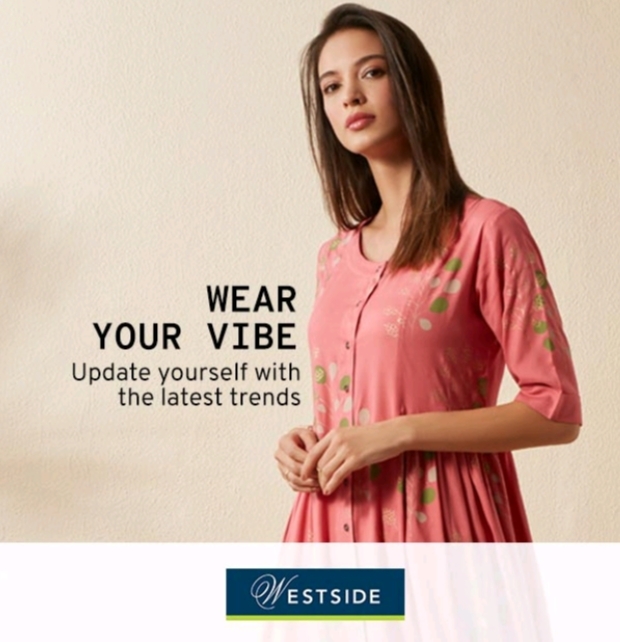 WEAR
YOUR VIBE
Update yourself with
the latest trends
WESTSIDE